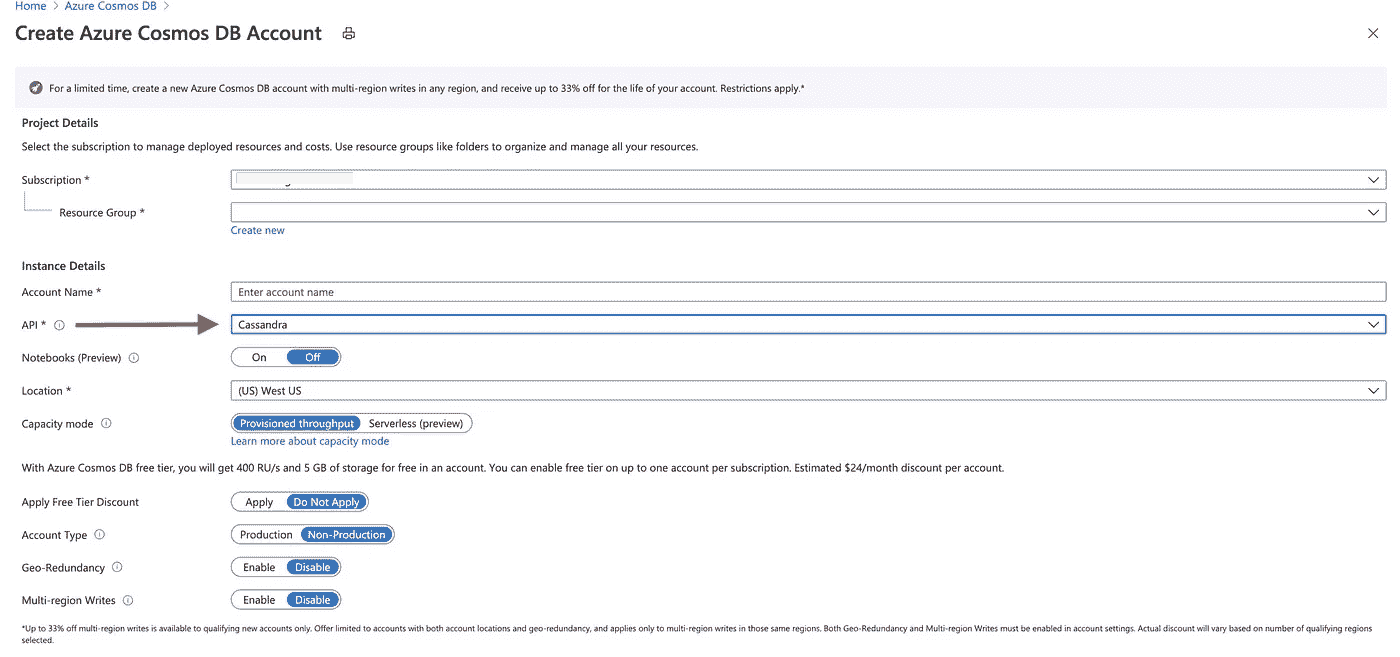 Home > Azure Cosmos DB >
Create Azure Cosmos DB Account
For a limited time, create a new Azure Cosmos DB account with multi-region writes in any region, and receive up to 33% off for the life of your account. Restrictions apply.*
Project Details
Select the subscription to manage deployed resources and costs. Use resource groups like folders to organize and manage all your resources.
Subscription *
Resource Group *
Create new
Instance Details
Account Name * Enter account name
API * Cassandra
Notebooks (Preview) On Off
Location * (US) West US
Capacity mode Provisioned throughput Serverless (preview)
Learn more about capacity mode
With Azure Cosmos DB free tier, you will get 400 RU/s and 5 GB of storage for free in an account. You can enable free tier on up to one account per subscription. Estimated $24/month discount per account.
Apply Free Tier Discount Apply Do Not Apply
Account Type Production Non-Production
Geo-Redundancy Enable Disable
Multi-region Writes Enable Disable
*Up to 33% off multi-region writes is available to qualifying new accounts only. Offer limited to accounts with both account locations and geo-redundancy, and applies only to multi-region writes in those same regions. Both Geo-Redundancy and Multi-region Writes must be enabled in account settings. Actual discount will vary based on number of qualifying regions
selected.